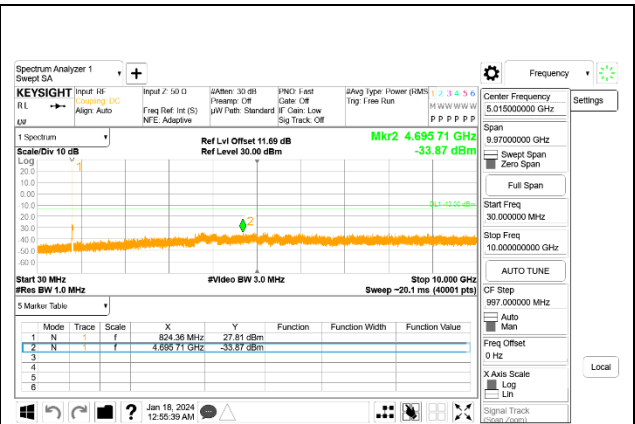 Spectrum Analyzer 1
Swept SA
Frequency
KEYSIGHT
RL
Input: RF
Coupling: DC
Align: Auto
Input Z: 50 Ω
Freq Ref: Int (S)
NFE: Adaptive
#Atten: 30 dB
Preamp: Off
µW Path: Standard
PNO: Fast
Gate: Off
IF Gain: Low
Sig Track: Off
#Avg Type: Power (RMS
Trig: Free Run
1 2 3 4 5 6
M W W W W W
P P P P P P
Center Frequency
5.015000000 GHz
Settings
1 Spectrum
Scale/Div 10 dB
Ref Lvl Offset 11.69 dB
Ref Level 30.00 dBm
Mkr2 4.695 71 GHz
-33.87 dBm
Span
9.97000000 GHz
Swept Span
Zero Span
Full Span
Log
20.0
10.0
0.00
-10.0
-20.0
-30.0
-40.0
-50.0
-60.0
1
2
DL1 -13.00 dBm
Start Freq
30.000000 MHz
Stop Freq
10.000000000 GHz
AUTO TUNE
Start 30 MHz
#Res BW 1.0 MHz
#Video BW 3.0 MHz
Stop 10.000 GHz
Sweep ~20.1 ms (40001 pts)
CF Step
997.000000 MHz
Auto
Man
5 Marker Table
Mode Trace Scale X Y Function Function Width Function Value
1 N 1 f 824.36 MHz 27.81 dBm
2 N 1 f 4.695 71 GHz -33.87 dBm
3
4
5
6
Freq Offset
0 Hz
X Axis Scale
Log
Lin
Local
Signal Track
(Span Zoom)
?
Jan 18, 2024
12:55:39 AM